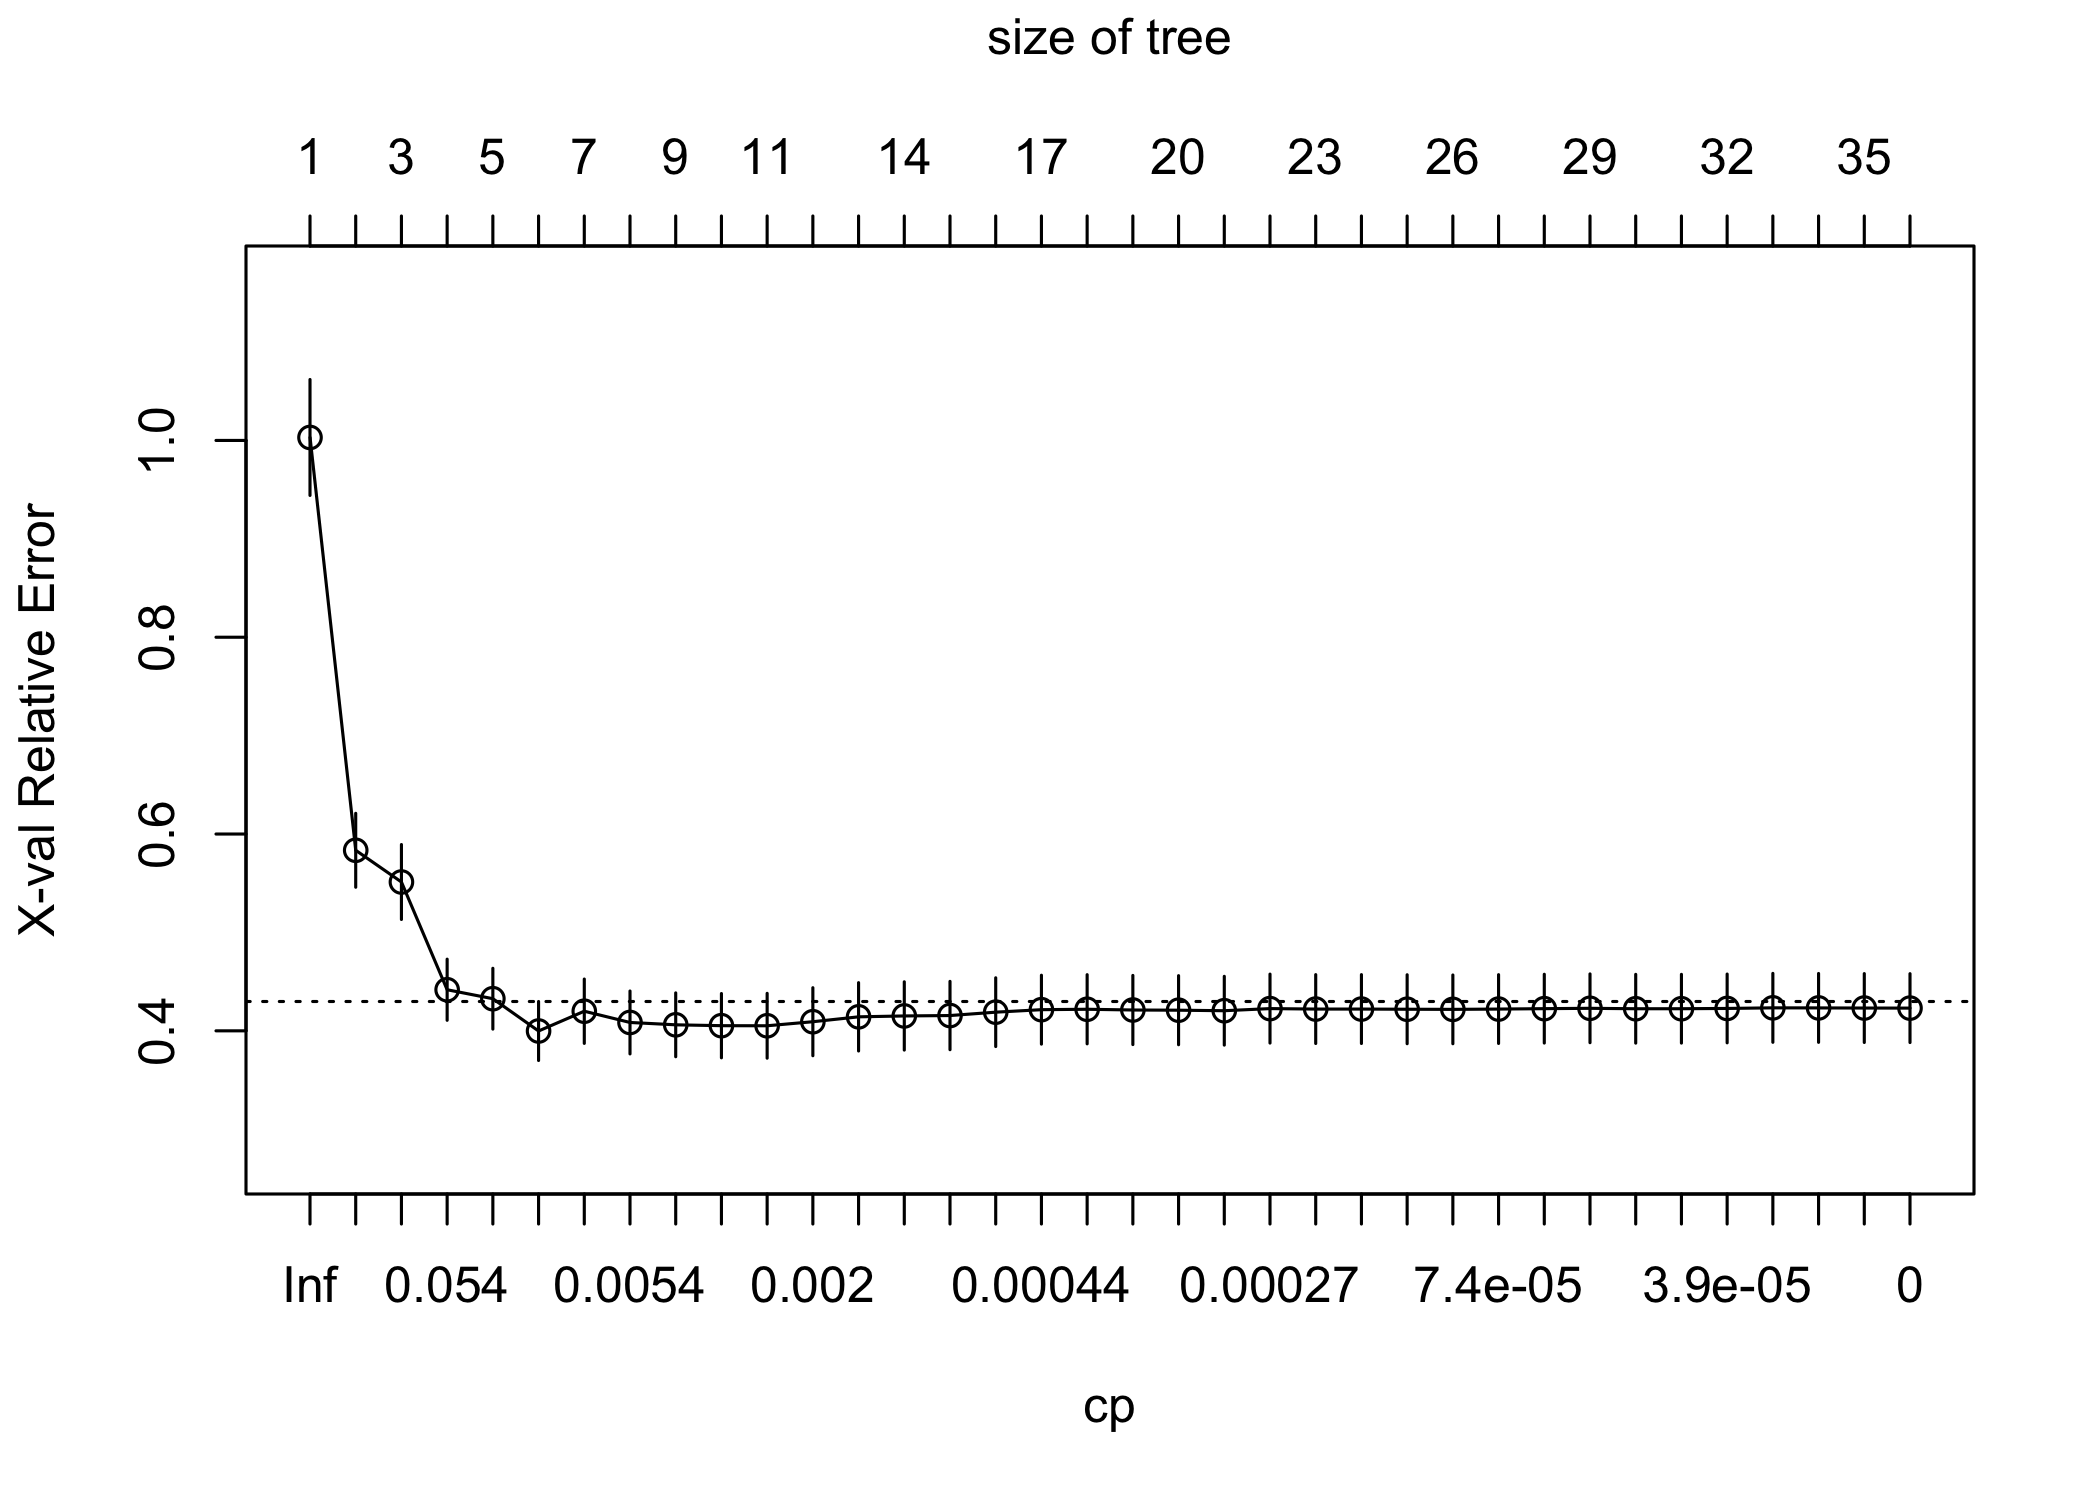 size of tree
1 3 5 7 9 11 14 17 20 23 26 29 32 35
X-val Relative Error
1.0
0.8
0.6
0.4
Inf 0.054 0.0054 0.002 0.00044 0.00027 7.4e-05 3.9e-05 0
cp